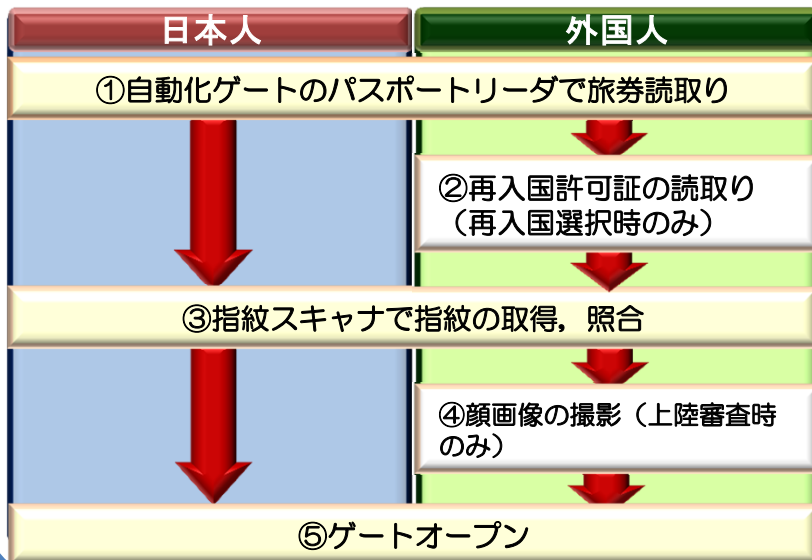 日本人
外国人
①自動化ゲートのパスポートリーダで旅券読取り
②再入国許可証の読取り
（再入国選択時のみ）
③指紋スキャナで指紋の取得，照合
④顔画像の撮影（上陸審査時
のみ）
⑤ゲートオープン